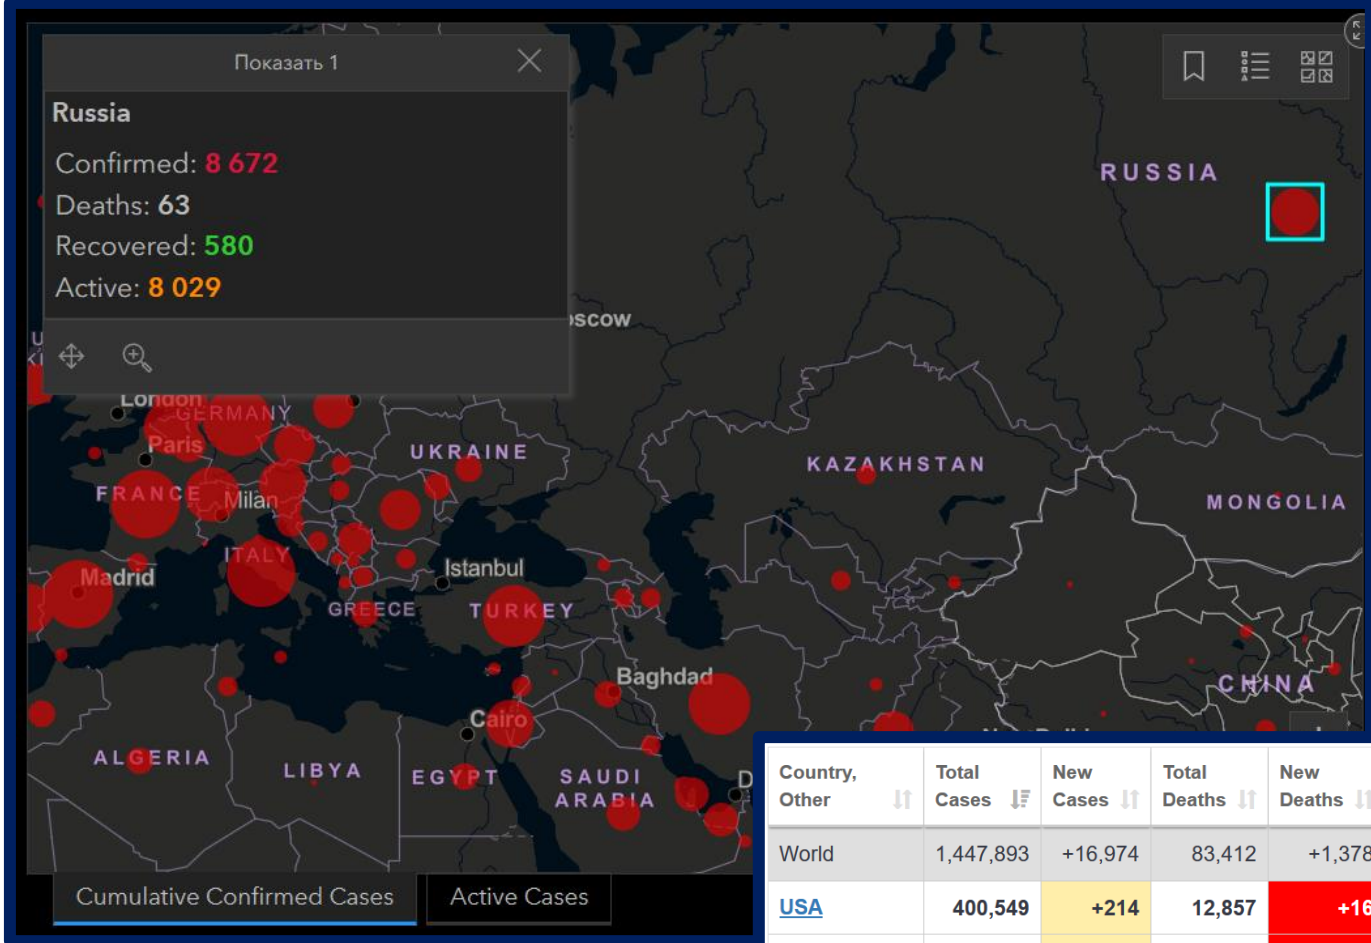 Показать 1
Russia
Confirmed: 8 672
Deaths: 63
Recovered: 580
Active: 8 029
RUSSIA
London
GERMANY
Paris
UKRAINE
KAZAKHSTAN
FRANCE
Milan
MONGOLIA
ITALY
Madrid
Istanbul
GREECE
TURKEY
Baghdad
CHINA
Cairo
ALGERIA
LIBYA
EGYPT
SAUDI
ARABIA
Cumulative Confirmed Cases
Active Cases
Country, Total New Total New
Other Cases Cases Deaths Deaths
World 1,447,893 +16,974 83,412 +1,378
USA 400,549 +214 12,857 +16